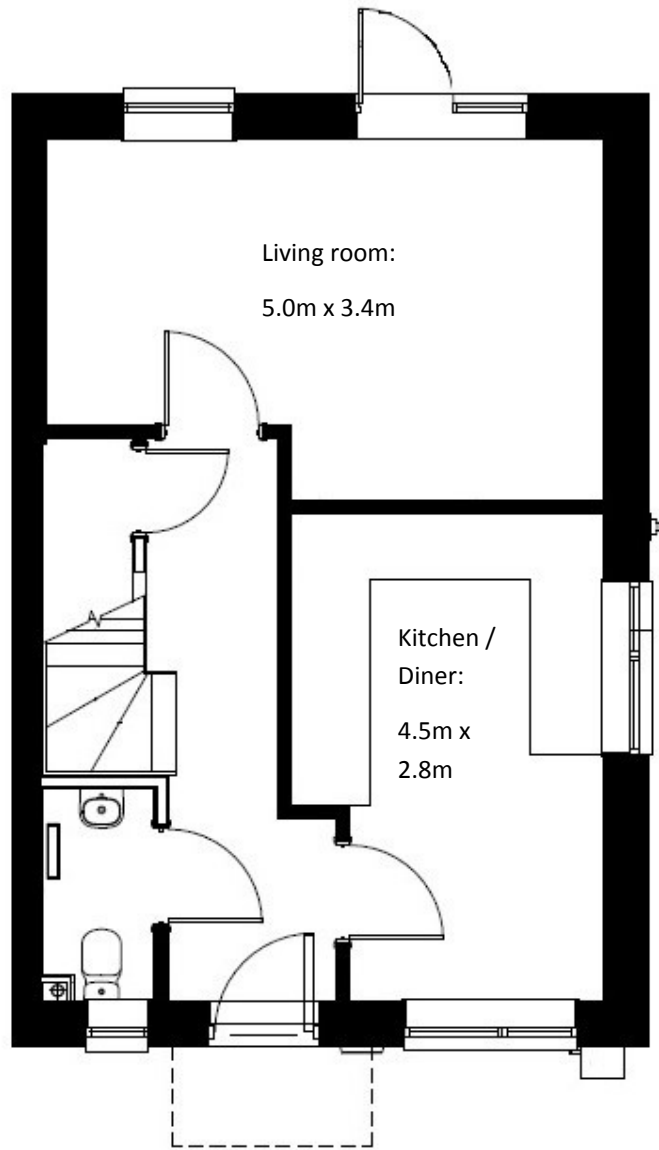 Living room:
5.0m x 3.4m
Kitchen /
Diner:
4.5m x
2.8m